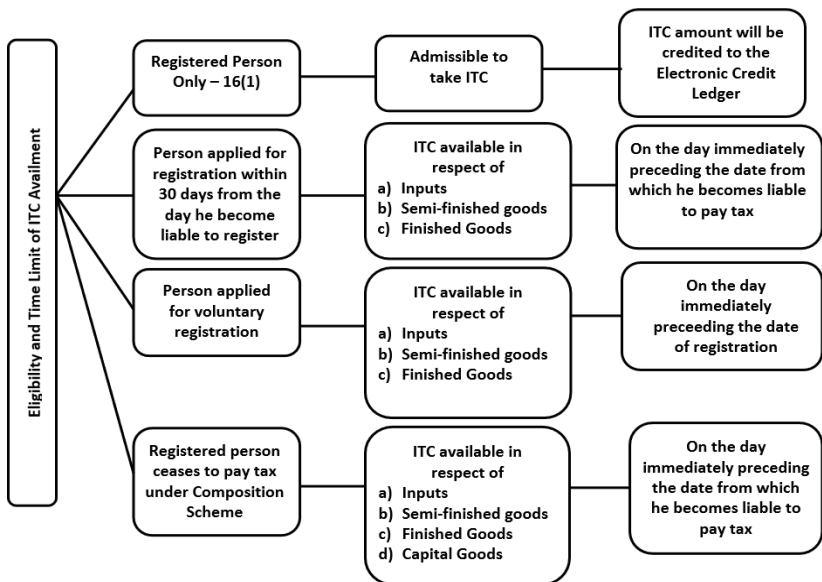 Eligibility and Time Limit of ITC Availment
Registered Person
Only – 16(1)
Admissible to
take ITC
ITC amount will be
credited to the
Electronic Credit
Ledger
Person applied for
registration within
30 days from the
day he become
liable to register
ITC available in
respect of
a) Inputs
b) Semi-finished goods
c) Finished Goods
On the day immediately
preceding the date from
which he becomes liable
to pay tax
Person applied
for voluntary
registration
ITC available in
respect of
a) Inputs
b) Semi-finished goods
c) Finished Goods
On the day
immediately
preceeding the date
of registration
Registered person
ceases to pay tax
under Composition
Scheme
ITC available in
respect of
a) Inputs
b) Semi-finished goods
c) Finished Goods
d) Capital Goods
On the day
immediately preceding
the date from which
he becomes liable to
pay tax